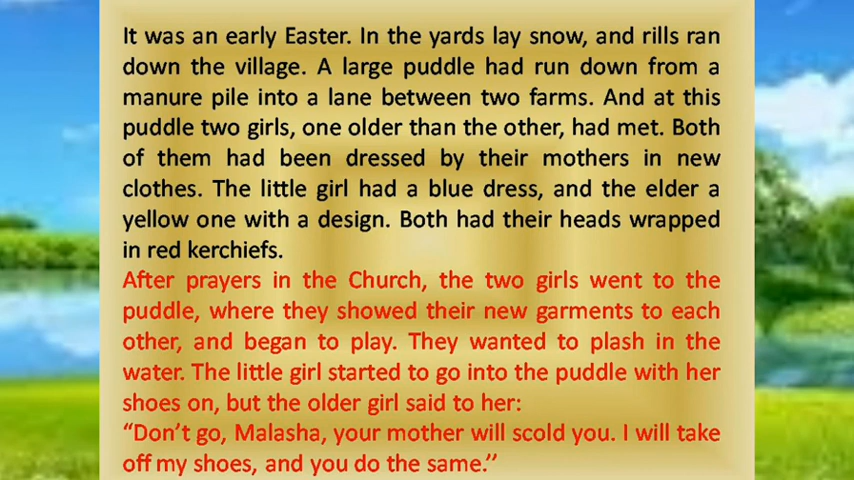 It was an early Easter. In the yards lay snow, and rills ran
down the village. A large puddle had run down from a
manure pile into a lane between two farms. And at this
puddle two girls, one older than the other, had met. Both
of them had been dressed by their mothers in new
clothes. The little girl had a blue dress, and the elder a
yellow one with a design. Both had their heads wrapped
in red kerchiefs.
After prayers in the Church, the two girls went to the
puddle, where they showed their new garments to each
other, and began to play. They wanted to plash in the
water. The little girl started to go into the puddle with her
shoes on, but the older girl said to her:
“Don’t go, Malasha, your mother will scold you. I will take
off my shoes, and you do the same.’’